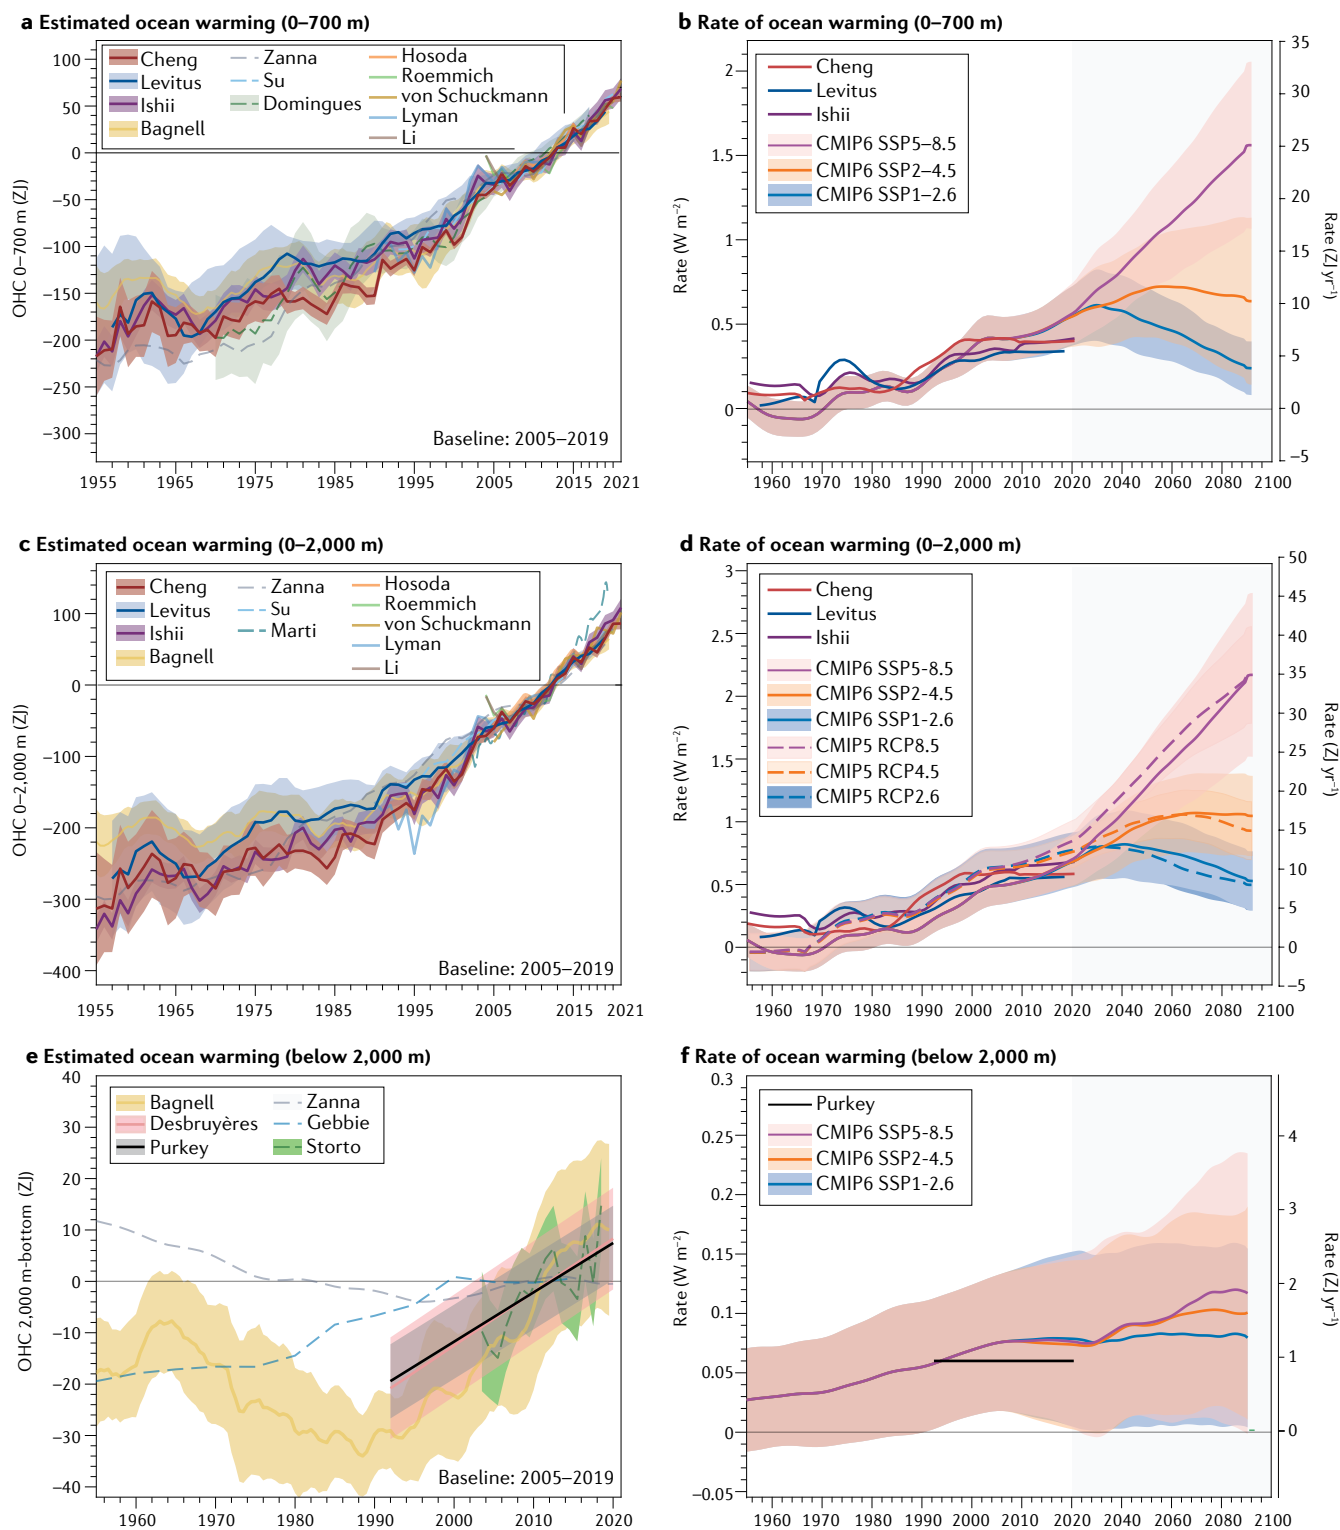 a Estimated ocean warming (0–700 m)
OHC 0–700 m (ZJ)
100
50
0
−50
−100
−150
−200
−250
−300
Cheng
Levitus
Ishii
Bagnell
Zanna
Su
Domingues
Hosoda
Roemmich
von Schuckmann
Lyman
Li
Baseline: 2005–2019
1955 1965 1975 1985 1995 2005 2015 2021
b Rate of ocean warming (0–700 m)
Rate (W m⁻²)
2
1.5
1
0.5
0
Cheng
Levitus
Ishii
CMIP6 SSP5–8.5
CMIP6 SSP2–4.5
CMIP6 SSP1–2.6
35
30
25
20
15
10
5
0
−5
Rate (ZJ yr⁻¹)
1960 1970 1980 1990 2000 2010 2020 2040 2060 2080 2100
c Estimated ocean warming (0–2,000 m)
OHC 0–2,000 m (ZJ)
100
0
−100
−200
−300
−400
Cheng
Levitus
Ishii
Bagnell
Zanna
Su
Marti
Hosoda
Roemmich
von Schuckmann
Lyman
Li
Baseline: 2005–2019
1955 1965 1975 1985 1995 2005 2015 2021
d Rate of ocean warming (0–2,000 m)
Rate (W m⁻²)
3
2.5
2
1.5
1
0.5
0
Cheng
Levitus
Ishii
CMIP6 SSP5-8.5
CMIP6 SSP2-4.5
CMIP6 SSP1-2.6
CMIP5 RCP8.5
CMIP5 RCP4.5
CMIP5 RCP2.6
50
45
40
35
30
25
20
15
10
5
0
−5
Rate (ZJ yr⁻¹)
1960 1970 1980 1990 2000 2010 2020 2040 2060 2080 2100
e Estimated ocean warming (below 2,000 m)
OHC 2,000 m-bottom (ZJ)
40
30
20
10
0
−10
−20
−30
−40
Bagnell
Desbruyères
Purkey
Zanna
Gebbie
Storto
Baseline: 2005–2019
1960 1970 1980 1990 2000 2010 2020
f Rate of ocean warming (below 2,000 m)
Rate (W m⁻²)
0.3
0.25
0.2
0.15
0.1
0.05
0
−0.05
Purkey
CMIP6 SSP5-8.5
CMIP6 SSP2-4.5
CMIP6 SSP1-2.6
4
3
2
1
0
Rate (ZJ yr⁻¹)
1960 1970 1980 1990 2000 2010 2020 2040 2060 2080 2100